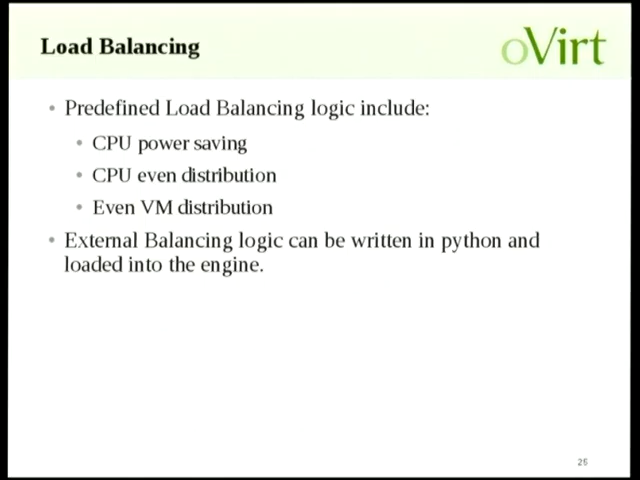 Load Balancing
oVirt
Predefined Load Balancing logic include:
CPU power saving
CPU even distribution
Even VM distribution
External Balancing logic can be written in python and
loaded into the engine.
26